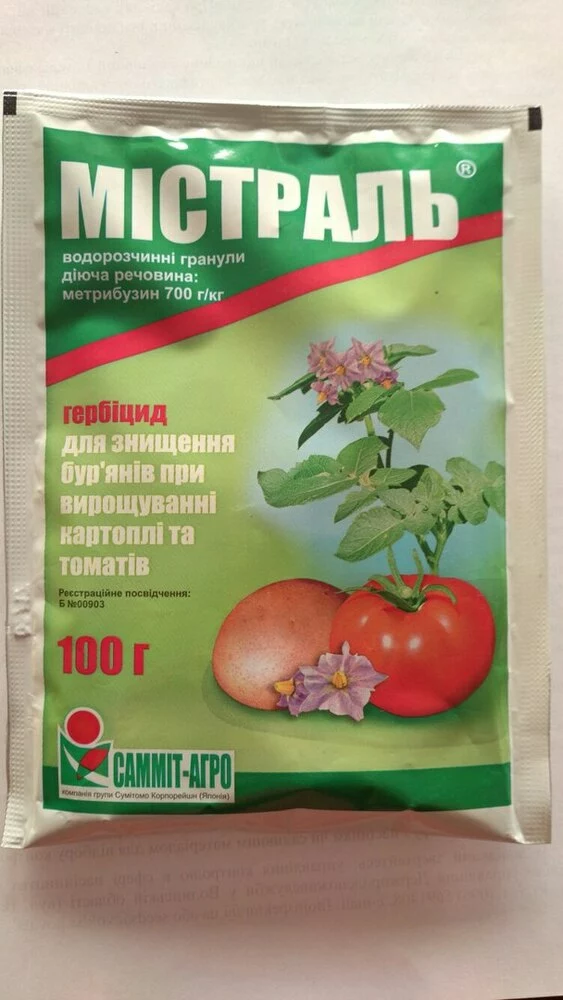 МІСТРАЛЬ®
водорозчинні гранули
діюча речовина:
метрибузин 700 г/кг
гербіцид
для знищення
бур'янів при
вирощуванні
картоплі та
томатів
Реєстраційне посвідчення:
Б №00903
100 г
САММІТ-АГРО
компанія групи Сумітомо Корпорейшн (Японія)